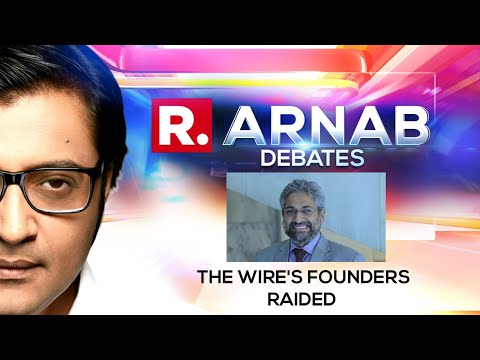 R. ARNAB
DEBATES
THE WIRE'S FOUNDERS
RAIDED